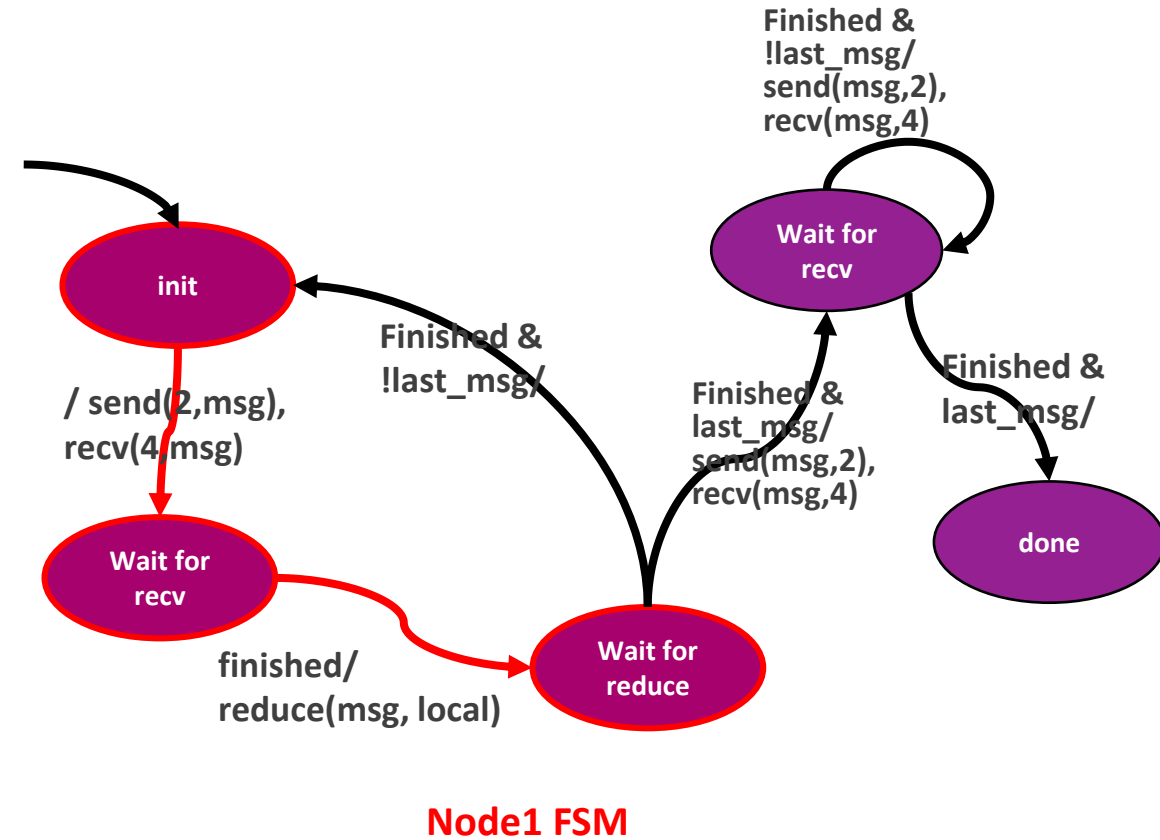 Finished &
!last_msg/
send(msg,2),
recv(msg,4)
Wait for
recv
init
Finished &
!last_msg/
Finished &
last_msg/
/ send(2,msg),
recv(4,msg)
Finished &
last_msg/
send(msg,2),
recv(msg,4)
Wait for
recv
done
finished/
reduce(msg, local)
Wait for
reduce
Node1 FSM